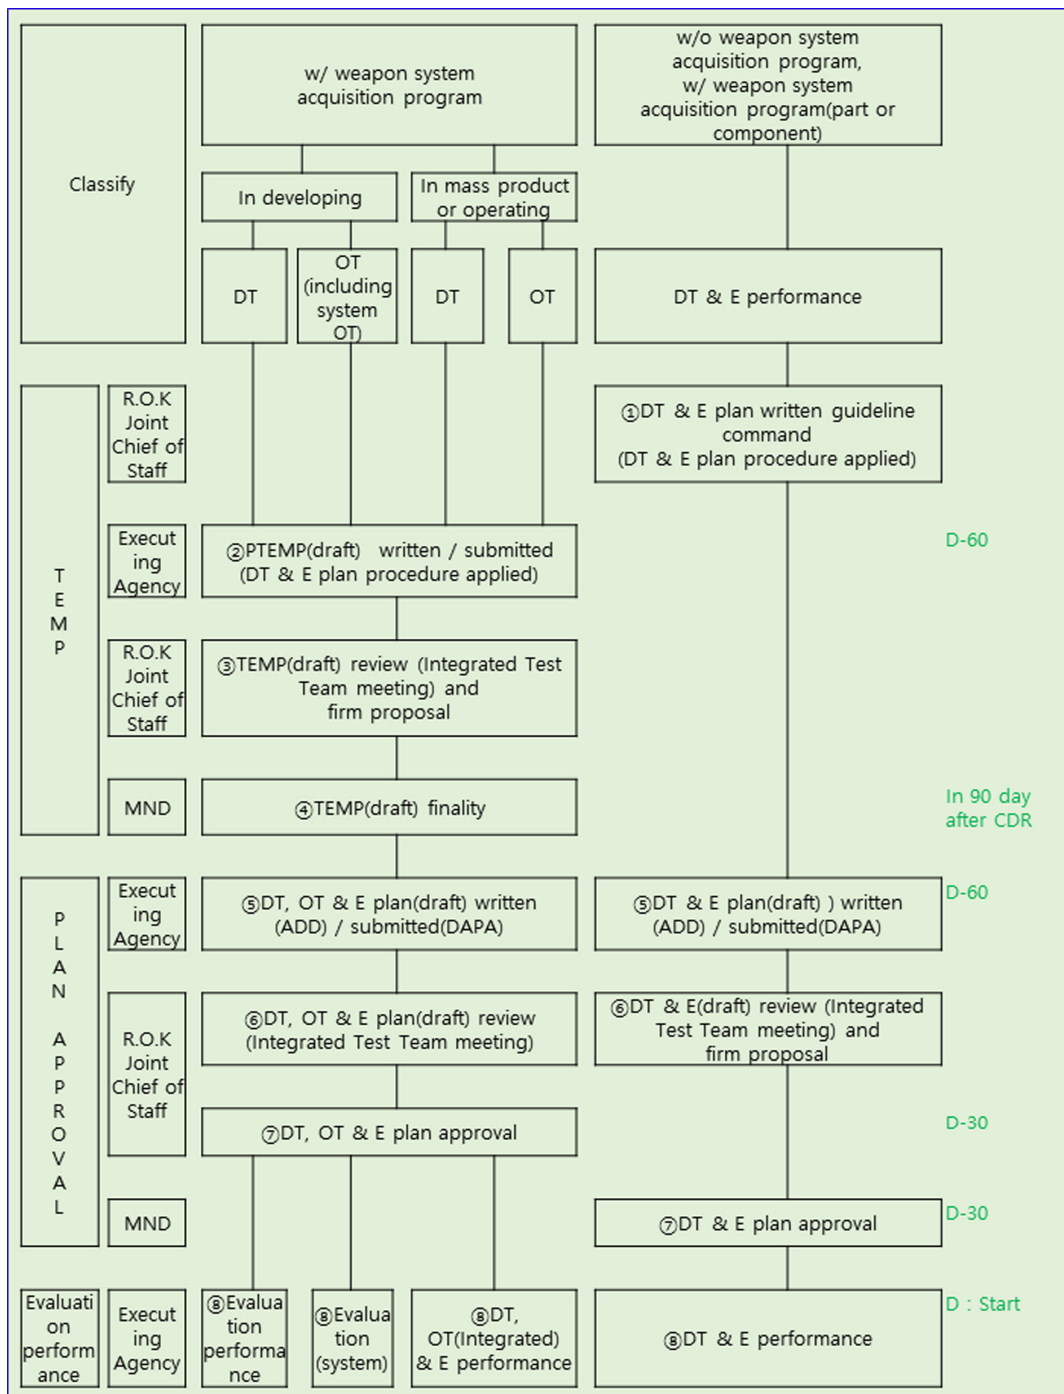 Classify
w/ weapon system
acquisition program
w/o weapon system
acquisition program,
w/ weapon system
acquisition program(part or
component)
In developing
In mass product
or operating
DT
OT
(including
system
OT)
DT
OT
DT & E performance
T
E
M
P
R.O.K
Joint
Chief of
Staff
①DT & E plan written guideline
command
(DT & E plan procedure applied)
Execut
ing
Agency
②PTEMP(draft) written / submitted
(DT & E plan procedure applied)
D-60
R.O.K
Joint
Chief of
Staff
③TEMP(draft) review (Integrated Test
Team meeting) and
firm proposal
MND
④TEMP(draft) finality
In 90 day
after CDR
P
L
A
N
A
P
P
R
O
V
A
L
Execut
ing
Agency
⑤DT, OT & E plan(draft) written
(ADD) / submitted(DAPA)
⑤DT & E plan(draft) ) written
(ADD) / submitted(DAPA)
D-60
R.O.K
Joint
Chief of
Staff
⑥DT, OT & E plan(draft) review
(Integrated Test Team meeting)
⑥DT & E(draft) review (Integrated
Test Team meeting) and
firm proposal
⑦DT, OT & E plan approval
D-30
MND
⑦DT & E plan approval
D-30
Evaluati
on
perform
ance
Execut
ing
Agency
⑧Evalua
tion
performa
nce
⑧Evalua
tion
(system)
⑧DT,
OT(Integrated)
& E performance
⑧DT & E performance
D : Start